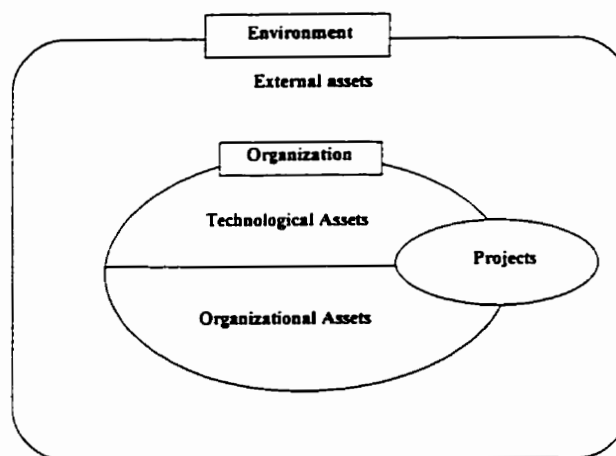 Environment
External assets
Organization
Technological Assets
Projects
Organizational Assets